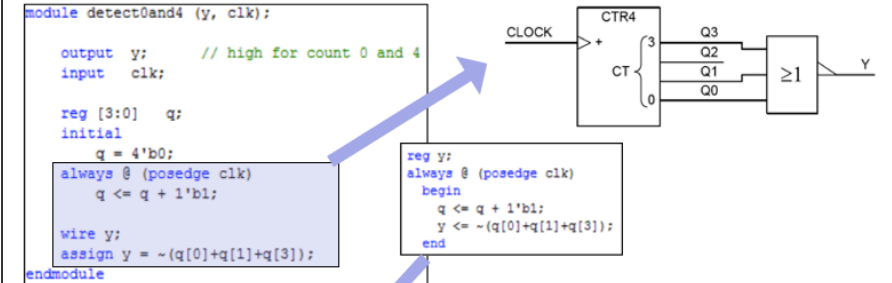 module detect0and4 (y, clk);
output y; // high for count 0 and 4
input clk;
reg [3:0] q;
initial
q = 4'b0;
always @ (posedge clk)
q <= q + 1'b1;
wire y;
assign y = ~(q[0]+q[1]+q[3]);
endmodule
reg y;
always @ (posedge clk)
begin
q <= q + 1'b1;
y <= ~(q[0]+q[1]+q[3]);
end
CTR4
CLOCK
+
CT
3
0
Q3
Q2
Q1
Q0
≥1
Y